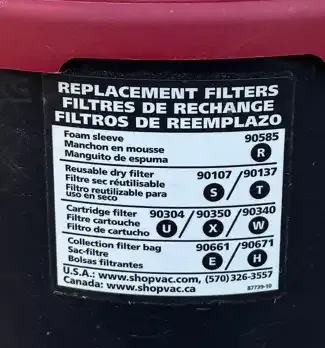 REPLACEMENT FILTERS
FILTRES DE RECHANGE
FILTROS DE REEMPLAZO
Foam sleeve 90585
Manchon en mousse
Manguito de espuma R
Reusable dry filter 90107 / 90137
Filtre sec réutilisable
Filtro reutilizable para uso en seco S / T
Cartridge filter 90304 / 90350 / 90340
Filtre cartouche
Filtro de cartucho U / X / W
Collection filter bag 90661 / 90671
Sac-filtre
Bolsas filtrantes E / H
U.S.A.: www.shopvac.com, (570) 326-3557
Canada: www.shopvac.ca 87739-10